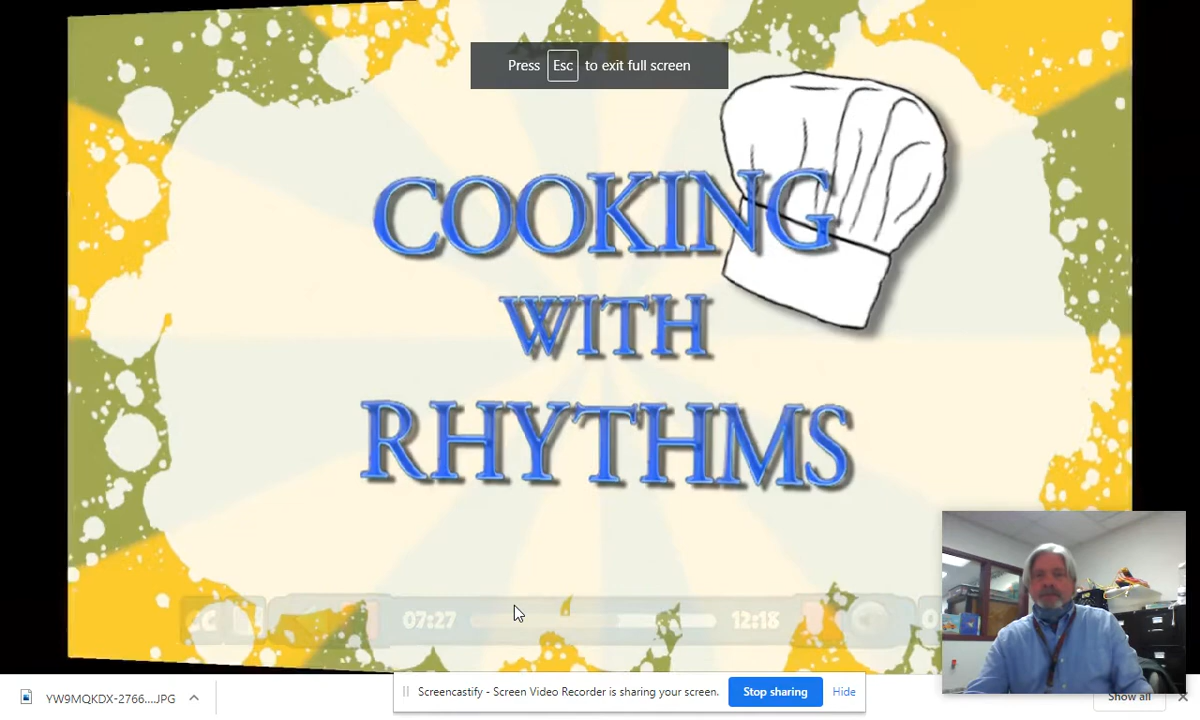 Press Esc to exit full screen
COOKING
WITH
RHYTHMS
07:27
12:18
YW9MQKDX-2766....JPG
Screencastify - Screen Video Recorder is sharing your screen.
Stop sharing
Hide
Show all